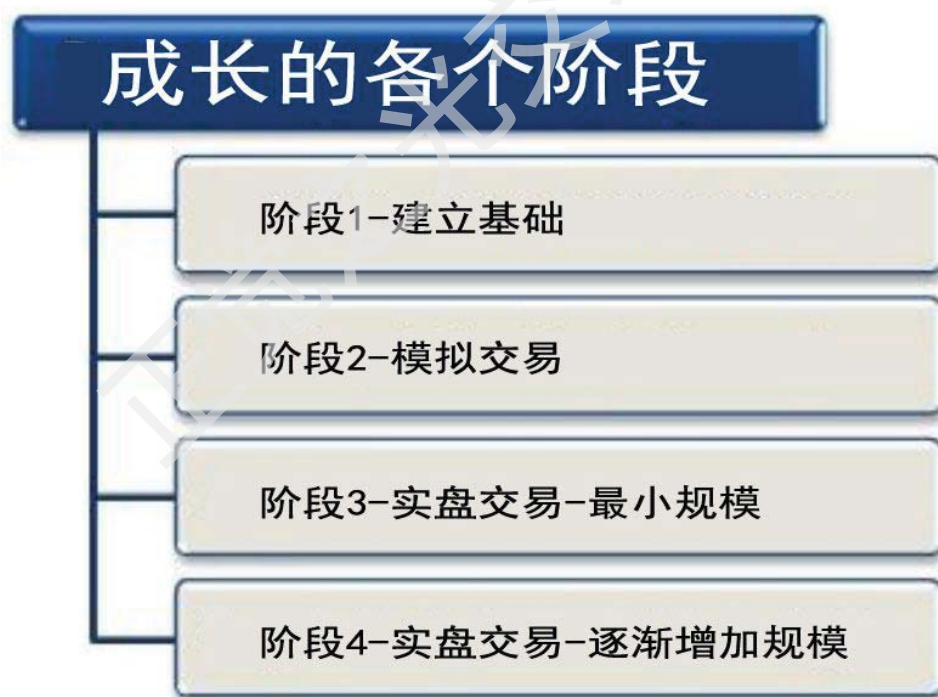 成长的各个阶段
阶段1-建立基础
阶段2-模拟交易
阶段3-实盘交易-最小规模
阶段4-实盘交易-逐渐增加规模